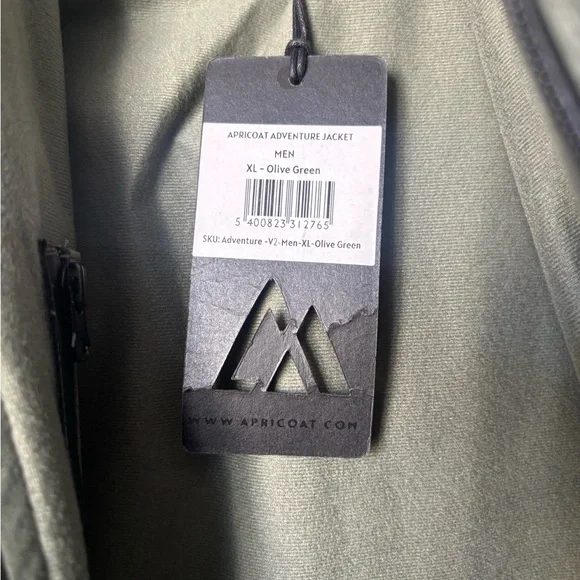 APRICOAT ADVENTURE JACKET
MEN
XL - Olive Green
5 400823 312765
SKU: Adventure -V2-Men-XL-Olive Green
WWW.APRICOAT.COM